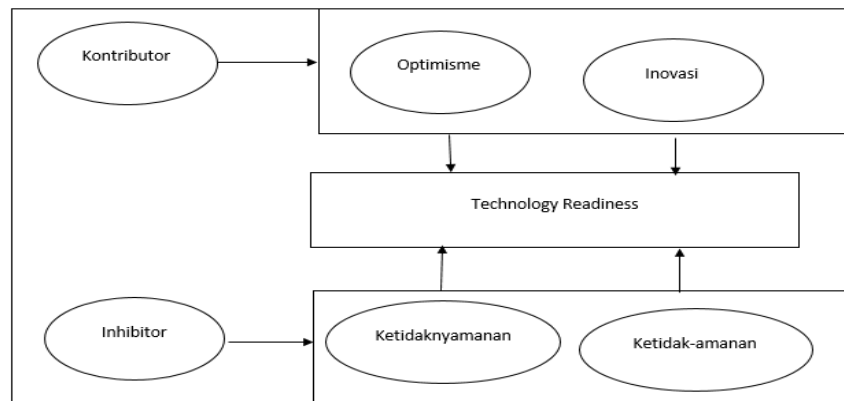 Kontributor
Optimisme
Inovasi
Technology Readiness
Inhibitor
Ketidaknyamanan
Ketidak-amanan